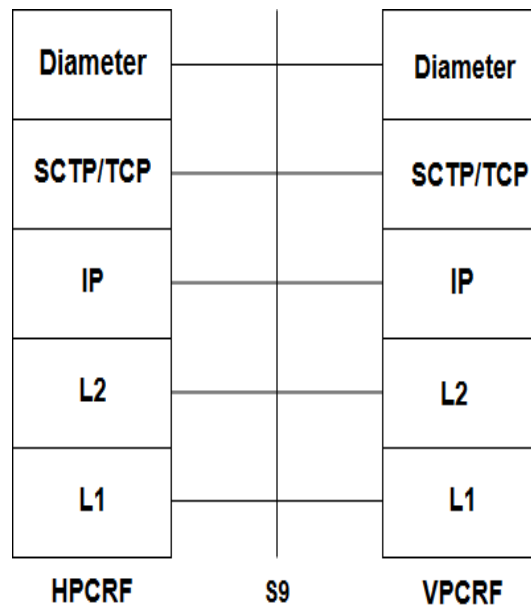 Diameter Diameter
SCTP/TCP SCTP/TCP
IP IP
L2 L2
L1 L1
HPCRF S9 VPCRF